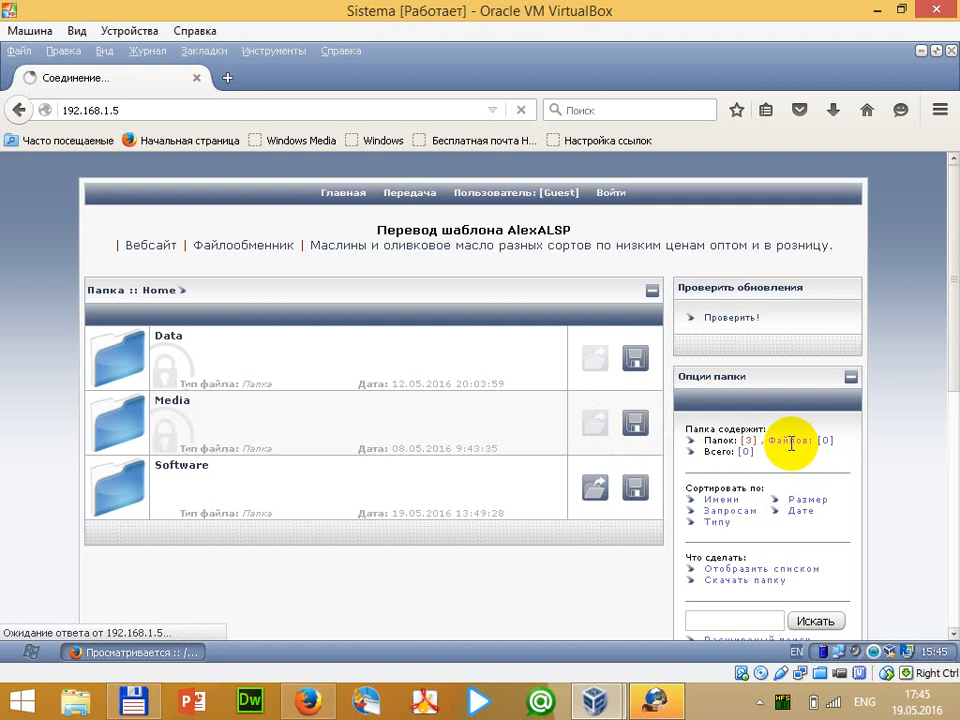 Sistema [Работает] - Oracle VM VirtualBox
Машина Вид Устройства Справка
Файл Правка Вид Журнал Закладки Инструменты Справка
Соединение...
192.168.1.5
Поиск
Часто посещаемые Начальная страница Windows Media Windows Бесплатная почта H... Настройка ссылок
Главная Передача Пользователь: [Guest] Войти
Перевод шаблона AlexALSP
| Вебсайт | Файлообменник | Маслины и оливковое масло разных сортов по низким ценам оптом и в розницу.
Папка :: Home
Проверить обновления
Проверить!
Data
Тип файла: Папка Дата: 12.05.2016 20:03:59
Опции папки
Media
Тип файла: Папка Дата: 08.05.2016 9:43:35
Папка содержит:
Папок: [3] , Файлов: [0]
Всего: [0]
Software
Тип файла: Папка Дата: 19.05.2016 13:49:28
Сортировать по:
Имени Размер
Запросам Дате
Типу
Что сделать:
Отобразить списком
Скачать папку
Искать
Расширеный поиск
Ожидание ответа от 192.168.1.5...
Просматривается :: /...
EN 15:45
Right Ctrl
HFS ENG
17:45
19.05.2016